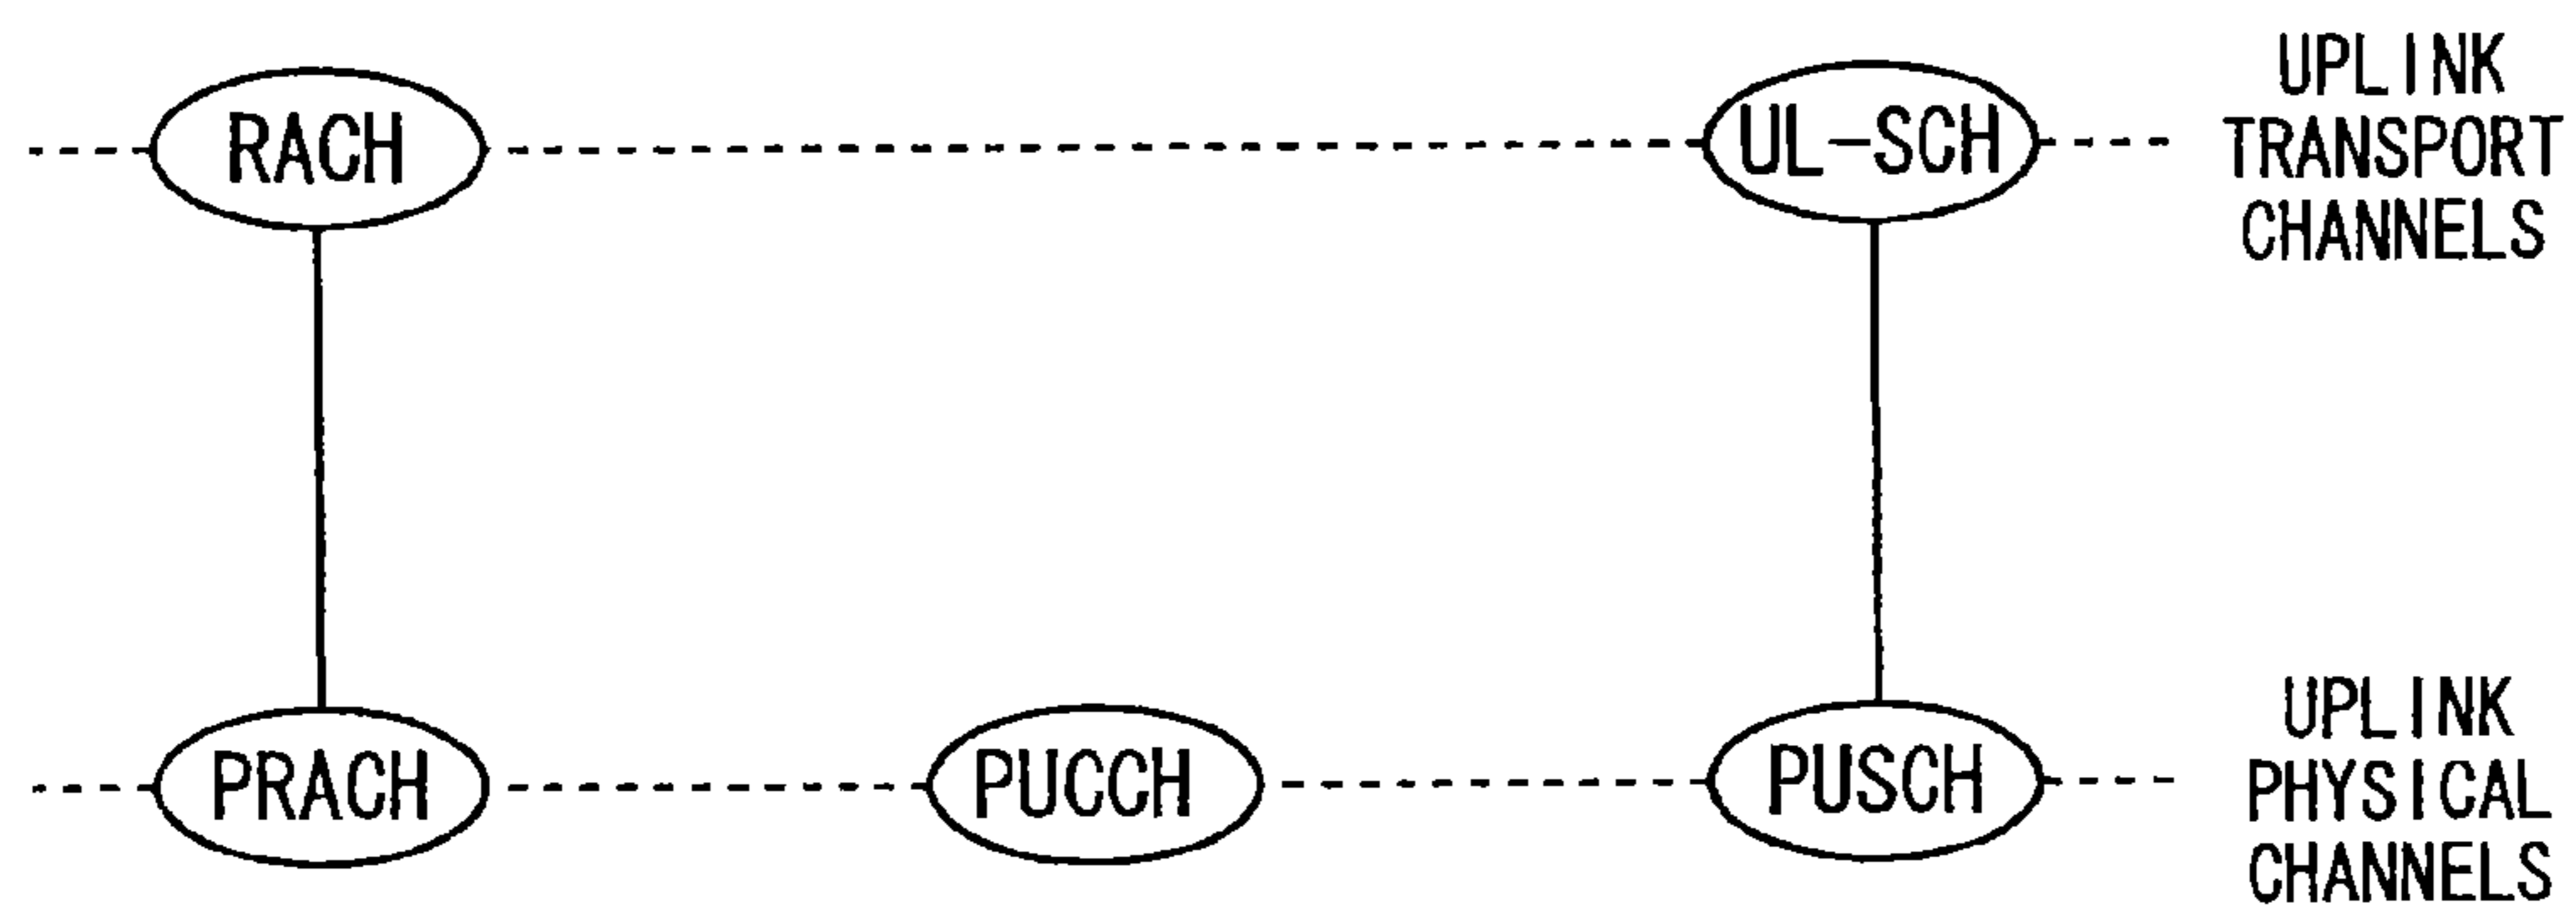 RACH
UL-SCH
UPLINK
TRANSPORT
CHANNELS
PRACH
PUCCH
PUSCH
UPLINK
PHYSICAL
CHANNELS